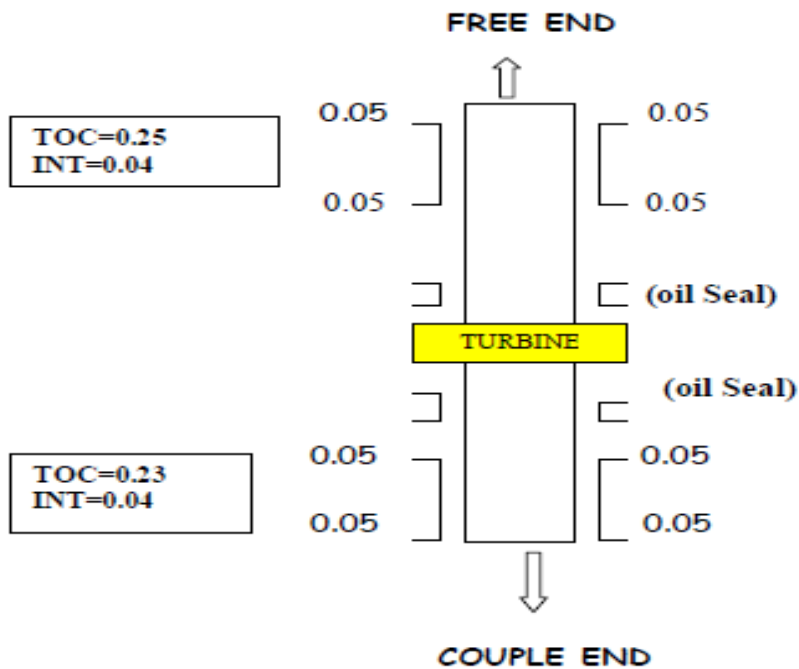 FREE END
0.05
0.05
TOC=0.25
INT=0.04
0.05
0.05
(oil Seal)
TURBINE
(oil Seal)
0.05
0.05
TOC=0.23
INT=0.04
0.05
0.05
COUPLE END